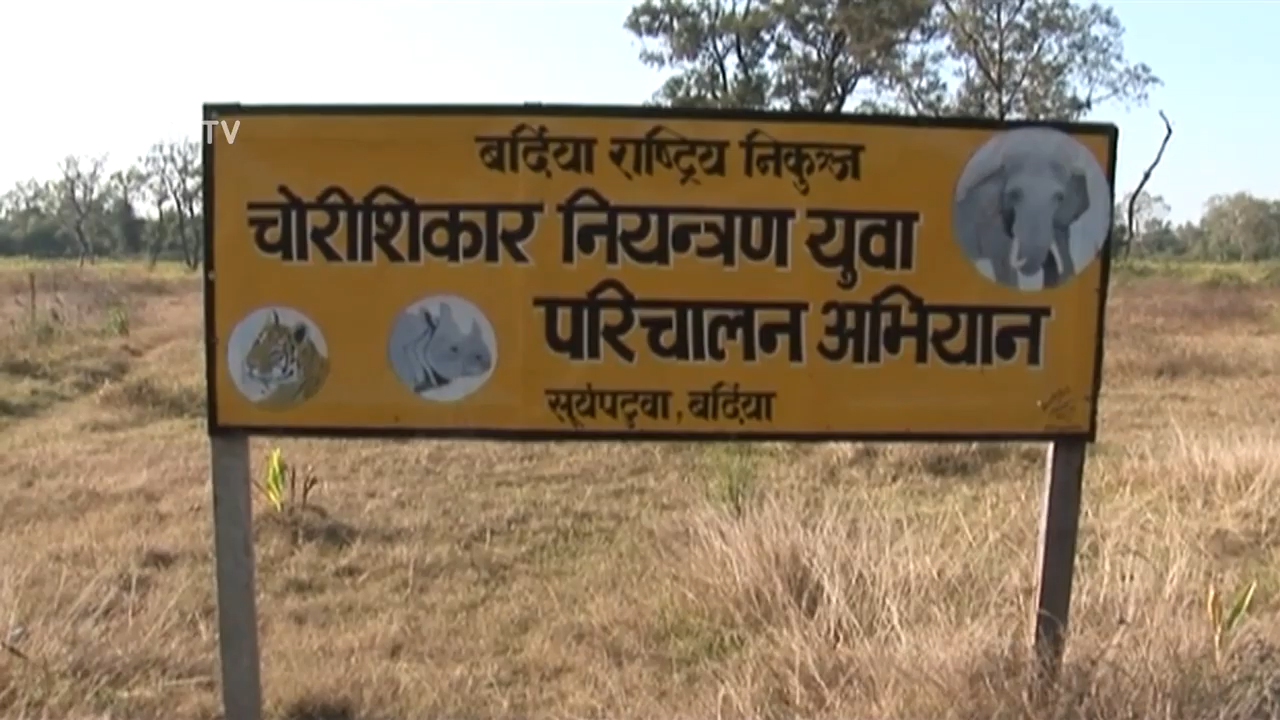 TV
बर्दिया राष्ट्रिय निकुञ्ज
चोरीशिकार नियन्त्रण युवा
परिचालन अभियान
सूर्यपटुवा, बर्दिया